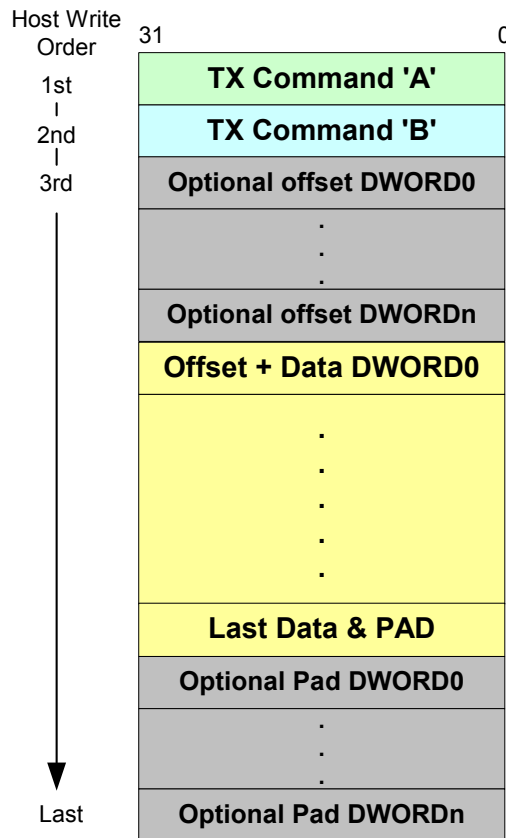 Host Write
Order
31
0
1st
TX Command 'A'
2nd
TX Command 'B'
3rd
Optional offset DWORD0
.
.
.
Optional offset DWORDn
Offset + Data DWORD0
.
.
.
.
.
Last Data & PAD
Optional Pad DWORD0
.
.
.
Last
Optional Pad DWORDn